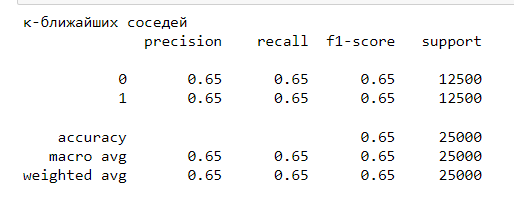 к-ближайших соседей
precision recall f1-score support
0 0.65 0.65 0.65 12500
1 0.65 0.65 0.65 12500
accuracy 0.65 25000
macro avg 0.65 0.65 0.65 25000
weighted avg 0.65 0.65 0.65 25000